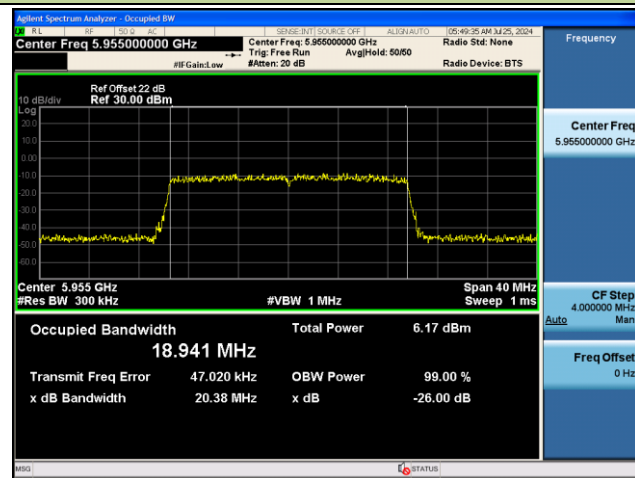 Agilent Spectrum Analyzer - Occupied BW
RL RF 50 Ω AC SENSE:INT SOURCE OFF ALIGN AUTO 05:49:35 AM Jul 25, 2024
Center Freq 5.955000000 GHz
Center Freq: 5.955000000 GHz
Radio Std: None
Trig: Free Run Avg|Hold: 50/50
#IFGain:Low
#Atten: 20 dB
Radio Device: BTS
Frequency
Ref Offset 22 dB
10 dB/div Ref 30.00 dBm
Log
20.0
10.0
0.00
-10.0
-20.0
-30.0
-40.0
-50.0
-60.0
Center Freq
5.955000000 GHz
Center 5.955 GHz
Span 40 MHz
#Res BW 300 kHz
#VBW 1 MHz
Sweep 1 ms
CF Step
4.000000 MHz
Auto Man
Occupied Bandwidth
Total Power 6.17 dBm
18.941 MHz
Transmit Freq Error 47.020 kHz
OBW Power 99.00 %
x dB Bandwidth 20.38 MHz
x dB -26.00 dB
Freq Offset
0 Hz
MSG
STATUS